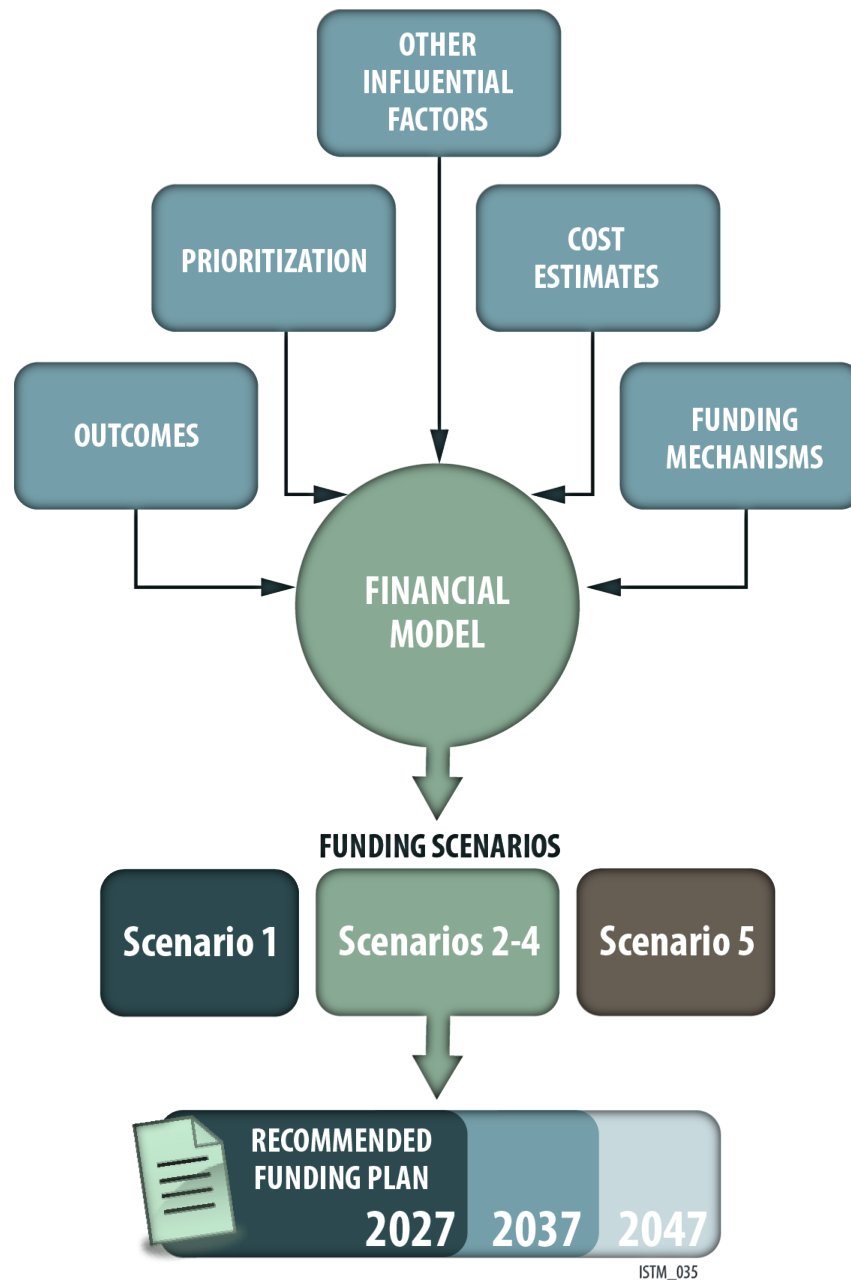 OTHER
INFLUENTIAL
FACTORS
PRIORITIZATION
COST
ESTIMATES
OUTCOMES
FUNDING
MECHANISMS
FINANCIAL
MODEL
FUNDING SCENARIOS
Scenario 1
Scenarios 2-4
Scenario 5
RECOMMENDED
FUNDING PLAN
2027 2037 2047
ISTM_035